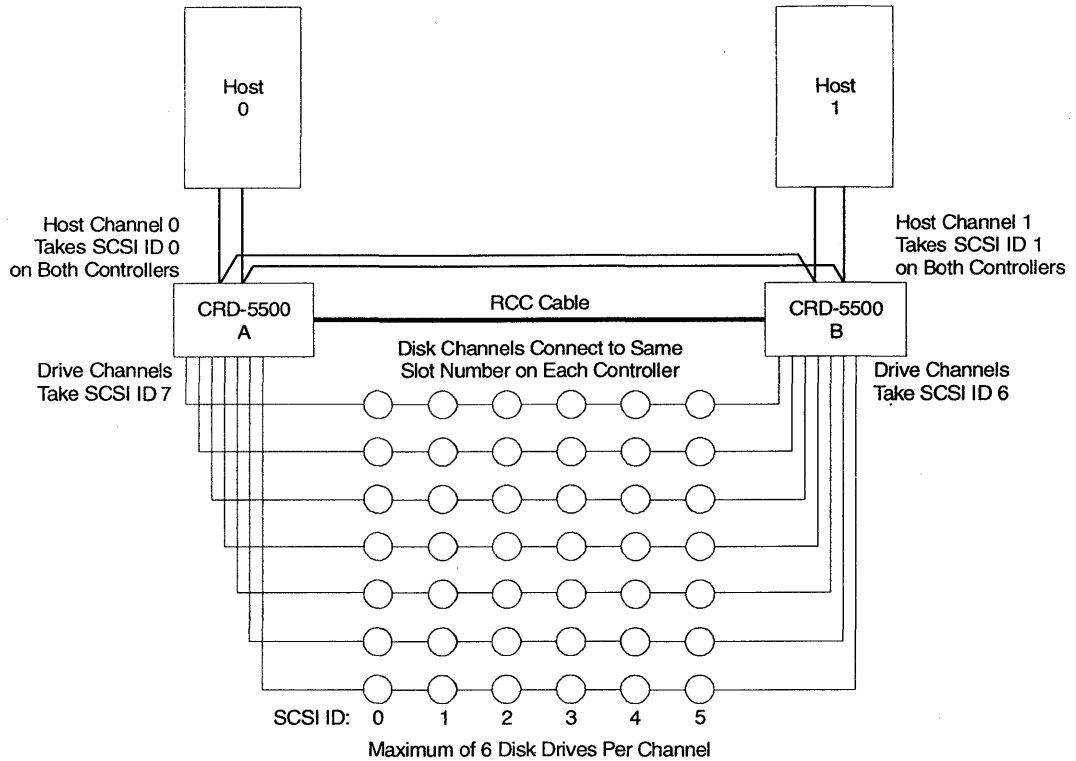 Host
0
Host
1
Host Channel 0
Takes SCSI ID 0
on Both Controllers
Host Channel 1
Takes SCSI ID 1
on Both Controllers
CRD-5500
A
RCC Cable
CRD-5500
B
Drive Channels
Take SCSI ID 7
Disk Channels Connect to Same
Slot Number on Each Controller
Drive Channels
Take SCSI ID 6
SCSI ID: 0 1 2 3 4 5
Maximum of 6 Disk Drives Per Channel